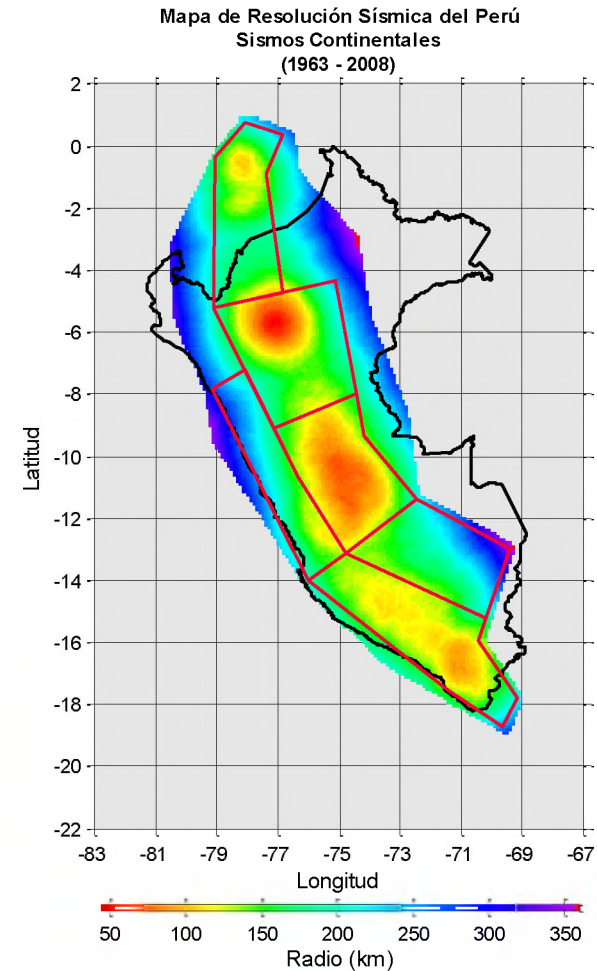 Mapa de Resolución Sísmica del Perú
Sismos Continentales
(1963 - 2008)
2
0
-2
-4
-6
-8
-10
-12
-14
-16
-18
-20
-22
Latitud
-83 -81 -79 -77 -75 -73 -71 -69 -67
Longitud
50 100 150 200 250 300 350
Radio (km)